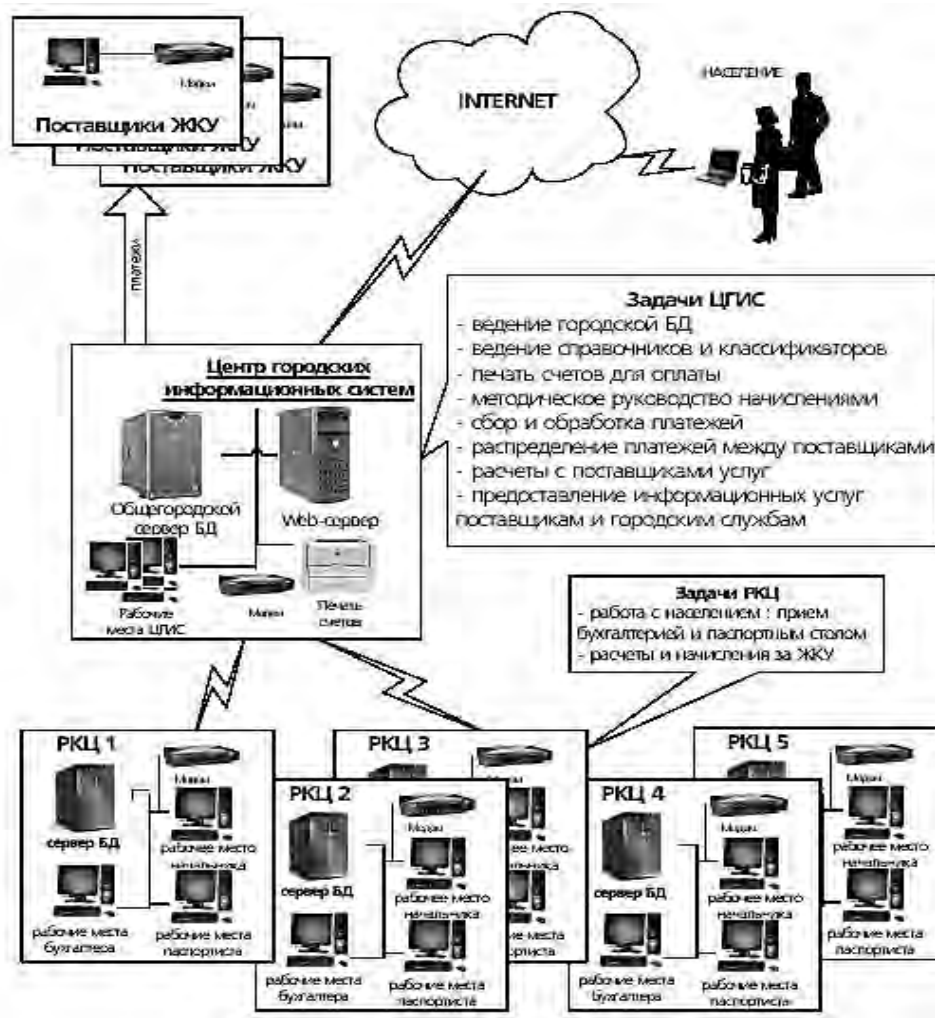 Модем
Поставщики ЖКУ
Поставщики ЖКУ
Поставщики ЖКУ
INTERNET
НАСЕЛЕНИЕ
платежи
Задачи ЦГИС
- ведение городской БД
- ведение справочников и классификаторов
- печать счетов для оплаты
- методическое руководство начислениями
- сбор и обработка платежей
- распределение платежей между поставщиками
- расчеты с поставщиками услуг
- предоставление информационных услуг
поставщикам и городским службам
Центр городских
информационных систем
Общегородской
сервер БД
Web-сервер
Рабочие
места ЦГИС
Модем
Печать
счетов
Задачи РКЦ
- работа с населением : прием
бухгалтерией и паспортным столом
- расчеты и начисления за ЖКУ
РКЦ 1
Модем
сервер БД
рабочее место
начальника
рабочие места
бухгалтера
рабочие места
паспортиста
РКЦ 2
Модем
сервер БД
рабочее место
начальника
рабочие места
бухгалтера
рабочие места
паспортиста
РКЦ 3
РКЦ 4
Модем
сервер БД
рабочее место
начальника
рабочие места
бухгалтера
рабочие места
паспортиста
РКЦ 5
Модем
рабочее место
начальника
рабочие места
паспортиста